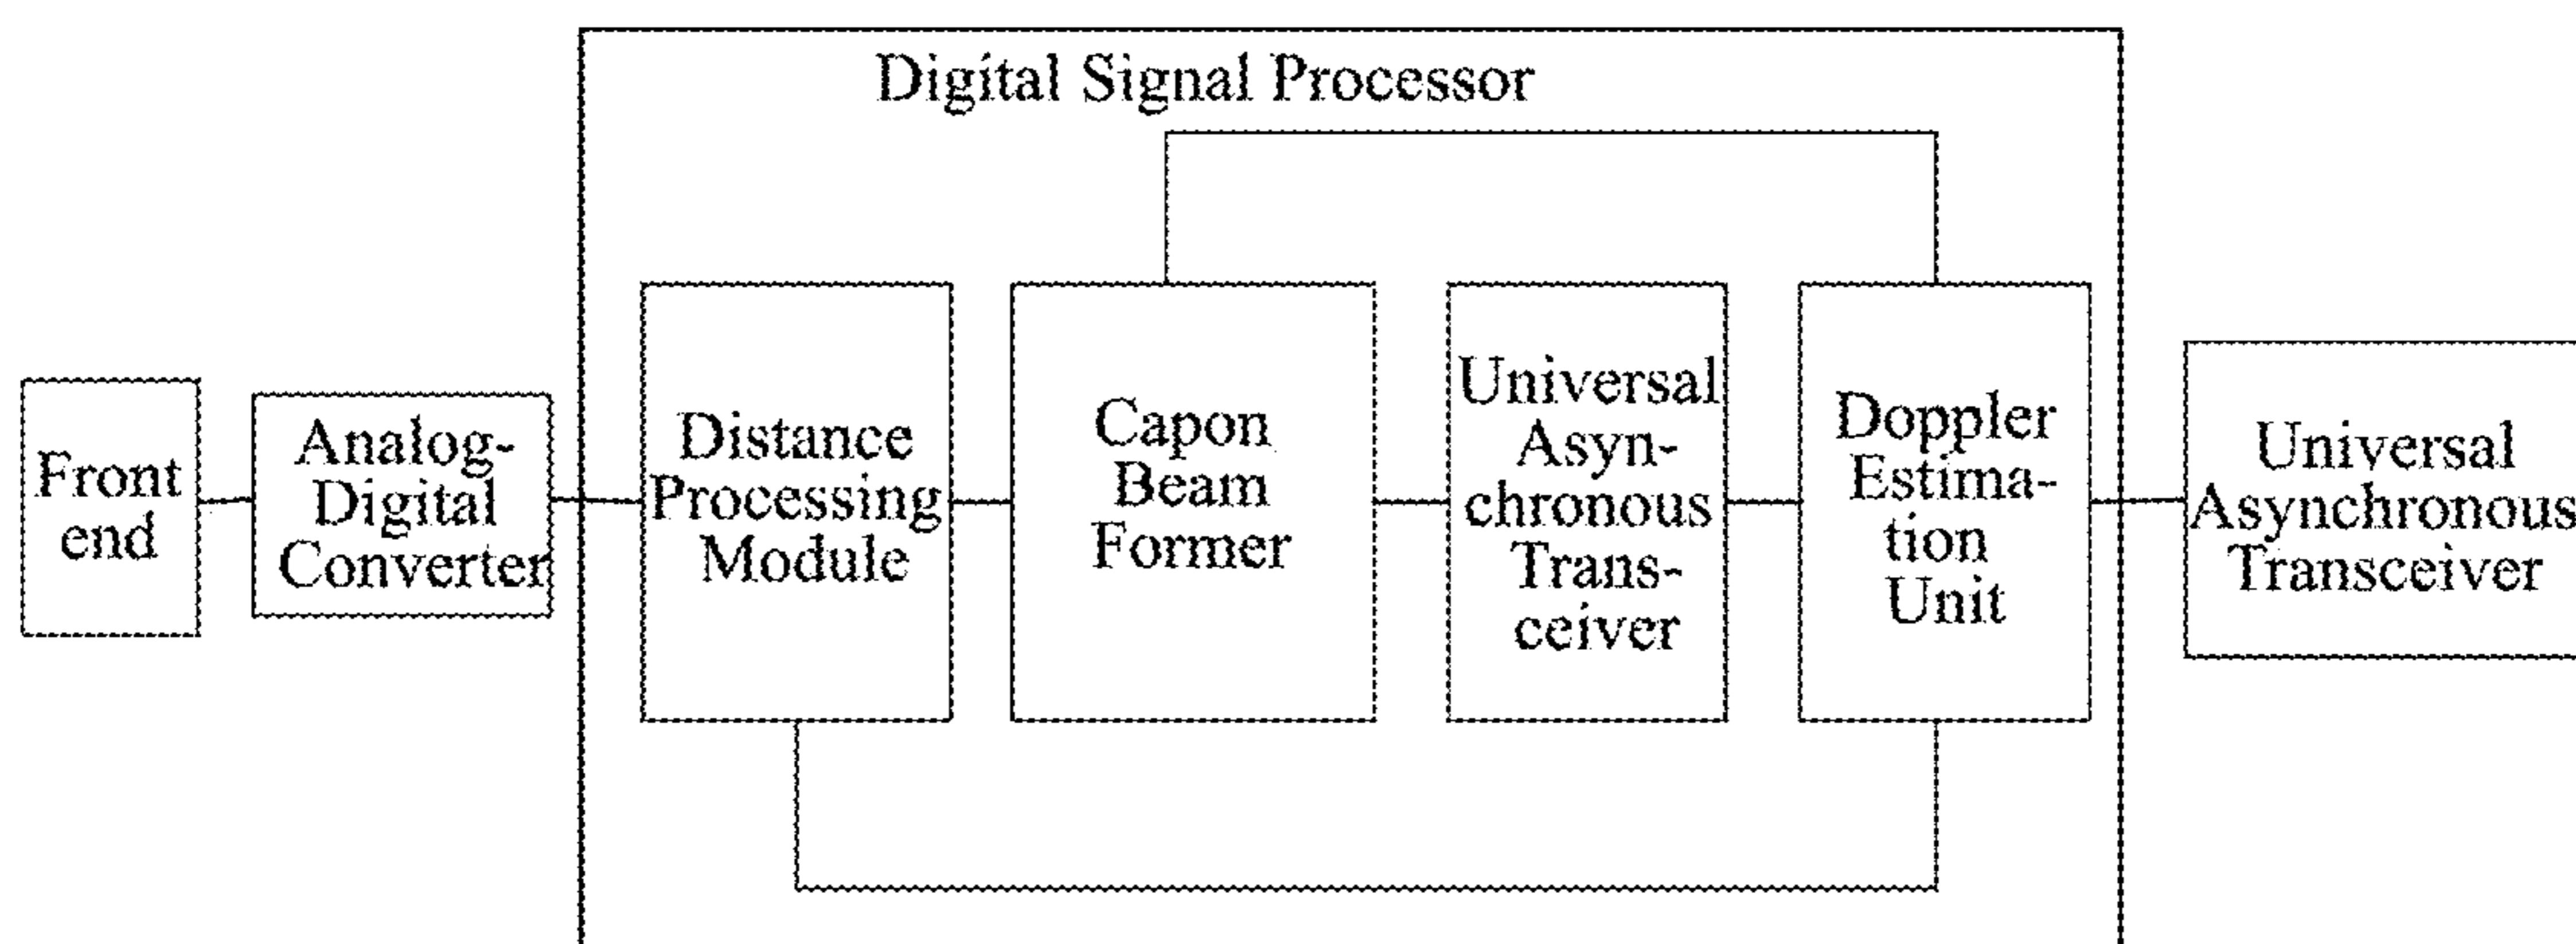 Digital Signal Processor
Front
end
Analog-
Digital
Converter
Distance
Processing
Module
Capon
Beam
Former
Universal
Asyn-
chronous
Trans-
ceiver
Doppler
Estima-
tion
Unit
Universal
Asynchronous
Transceiver